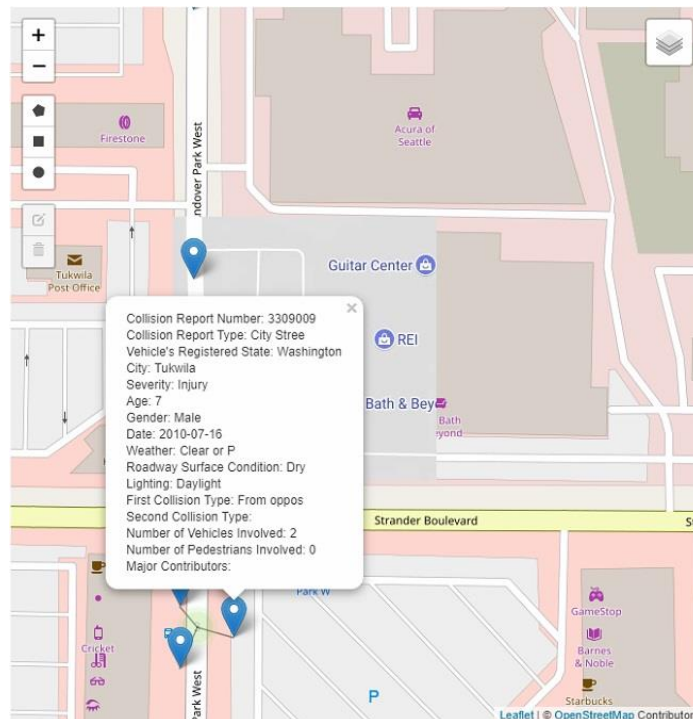 +
−
Firestone
Acura of
Seattle
ndover Park West
Tukwila
Post Office
Guitar Center
REI
Bath & Bey
Bath
eyond
×
Collision Report Number: 3309009
Collision Report Type: City Stree
Vehicle's Registered State: Washington
City: Tukwila
Severity: Injury
Age: 7
Gender: Male
Date: 2010-07-16
Weather: Clear or P
Roadway Surface Condition: Dry
Lighting: Daylight
First Collision Type: From oppos
Second Collision Type:
Number of Vehicles Involved: 2
Number of Pedestrians Involved: 0
Major Contributors:
Strander Boulevard
S
Park W
Cricket
Park West
GameStop
Barnes
& Noble
Starbucks
P
Leaflet | © OpenStreetMap Contributor